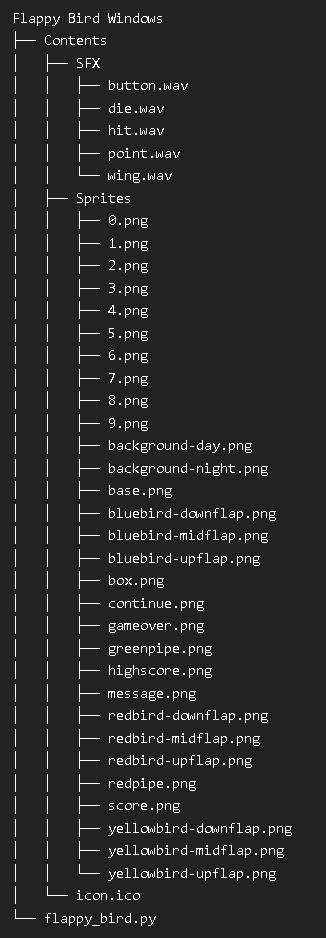 Flappy Bird Windows
├── Contents
│   ├── SFX
│   │   ├── button.wav
│   │   ├── die.wav
│   │   ├── hit.wav
│   │   ├── point.wav
│   │   └── wing.wav
│   ├── Sprites
│   │   ├── 0.png
│   │   ├── 1.png
│   │   ├── 2.png
│   │   ├── 3.png
│   │   ├── 4.png
│   │   ├── 5.png
│   │   ├── 6.png
│   │   ├── 7.png
│   │   ├── 8.png
│   │   ├── 9.png
│   │   ├── background-day.png
│   │   ├── background-night.png
│   │   ├── base.png
│   │   ├── bluebird-downflap.png
│   │   ├── bluebird-midflap.png
│   │   ├── bluebird-upflap.png
│   │   ├── box.png
│   │   ├── continue.png
│   │   ├── gameover.png
│   │   ├── greenpipe.png
│   │   ├── highscore.png
│   │   ├── message.png
│   │   ├── redbird-downflap.png
│   │   ├── redbird-midflap.png
│   │   ├── redbird-upflap.png
│   │   ├── redpipe.png
│   │   ├── score.png
│   │   ├── yellowbird-downflap.png
│   │   ├── yellowbird-midflap.png
│   │   └── yellowbird-upflap.png
│   └── icon.ico
└── flappy_bird.py